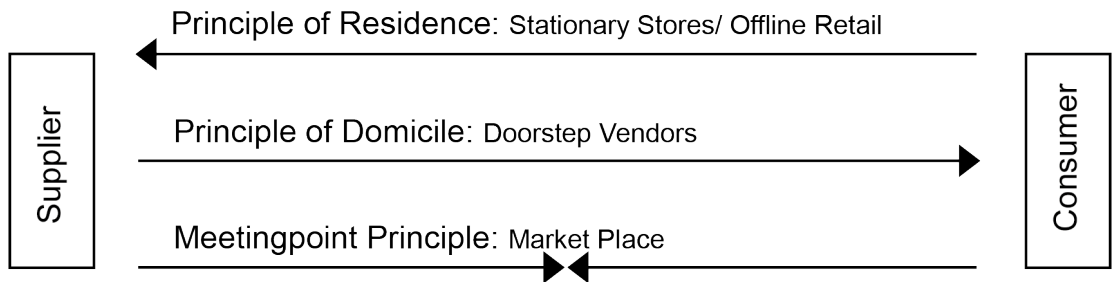 Principle of Residence: Stationary Stores/ Offline Retail
Supplier
Principle of Domicile: Doorstep Vendors
Consumer
Meetingpoint Principle: Market Place